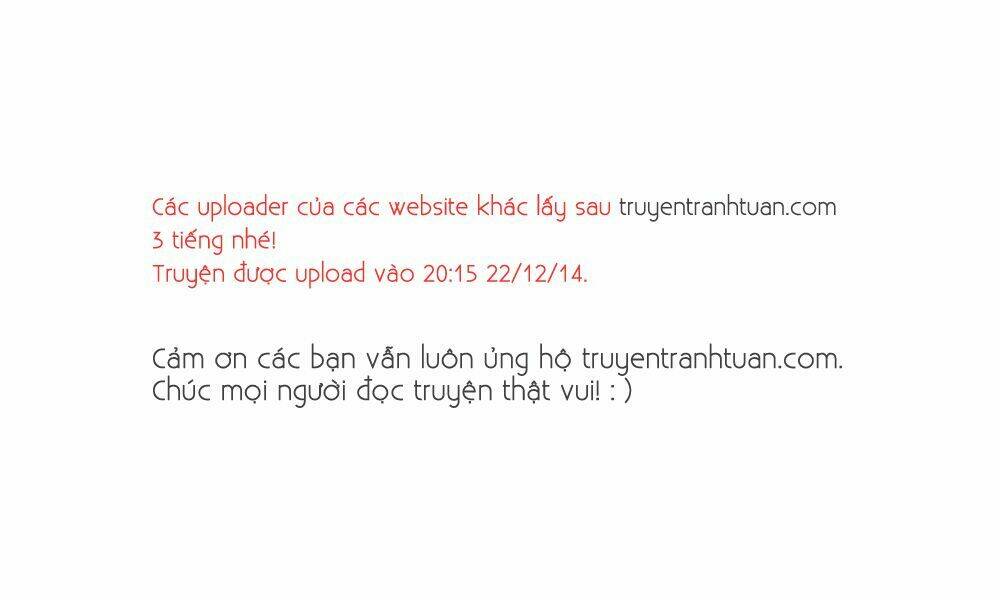 Các uploader của các website khác lấy sau truyentranhtuan.com
3 tiếng nhé!
Truyện được upload vào 20:15 22/12/14.
Cảm ơn các bạn vẫn luôn ủng hộ truyentranhtuan.com.
Chúc mọi người đọc truyện thật vui! : )